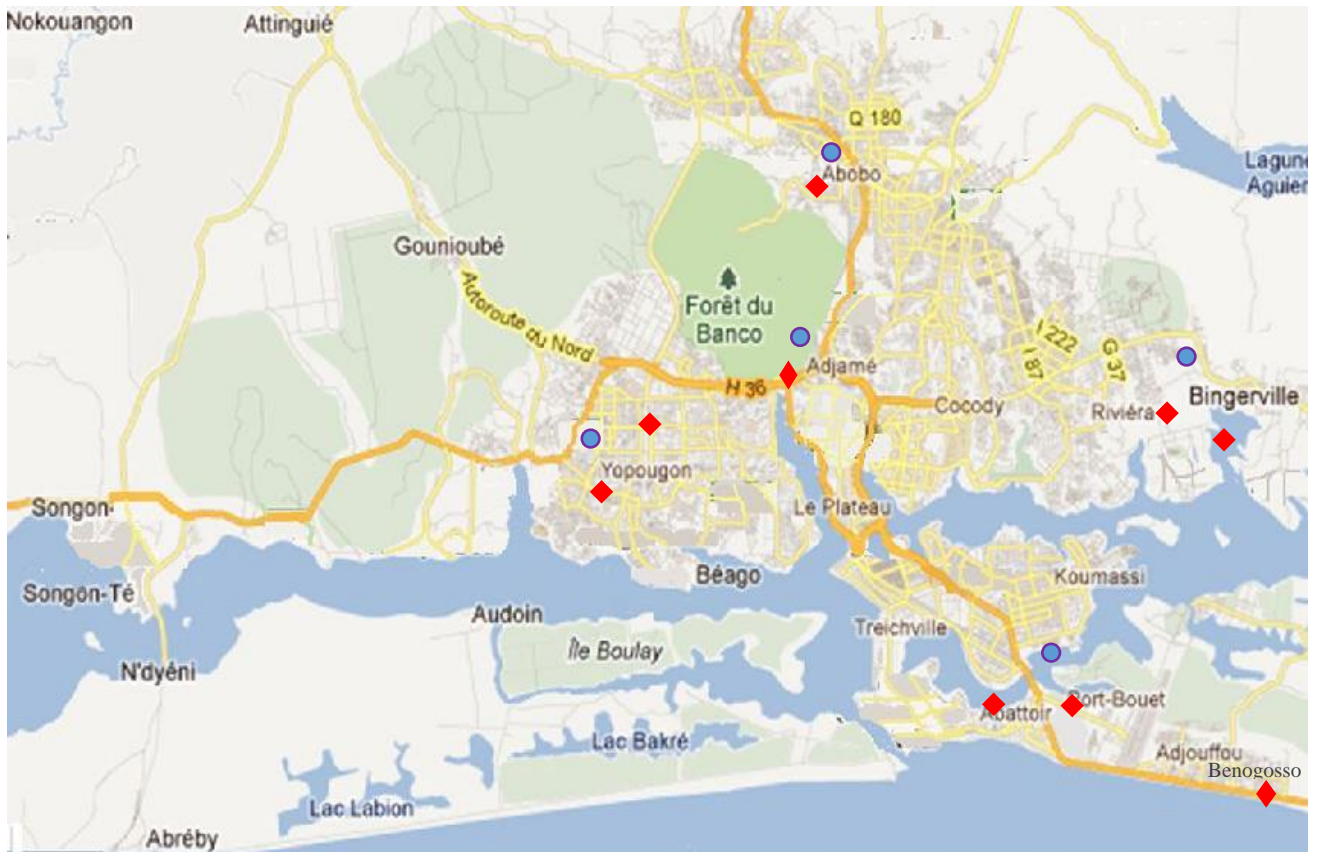 Nokouangon
Attinguié
Q 180
Lagune
Aguier
Abobo
Gounioubé
Autoroute du Nord
Forêt du
Banco
Adjamé
H 36
222
187
G 37
Cocody
Riviéra
Bingerville
Yopougon
Songon
Le Plateau
Béago
Koumassi
Songon-Té
Audoin
Treichville
Île Boulay
N'dyéni
Abattoir
Port-Bouet
Lac Bakré
Adjouffou
Benogosso
Lac Labion
Abréby